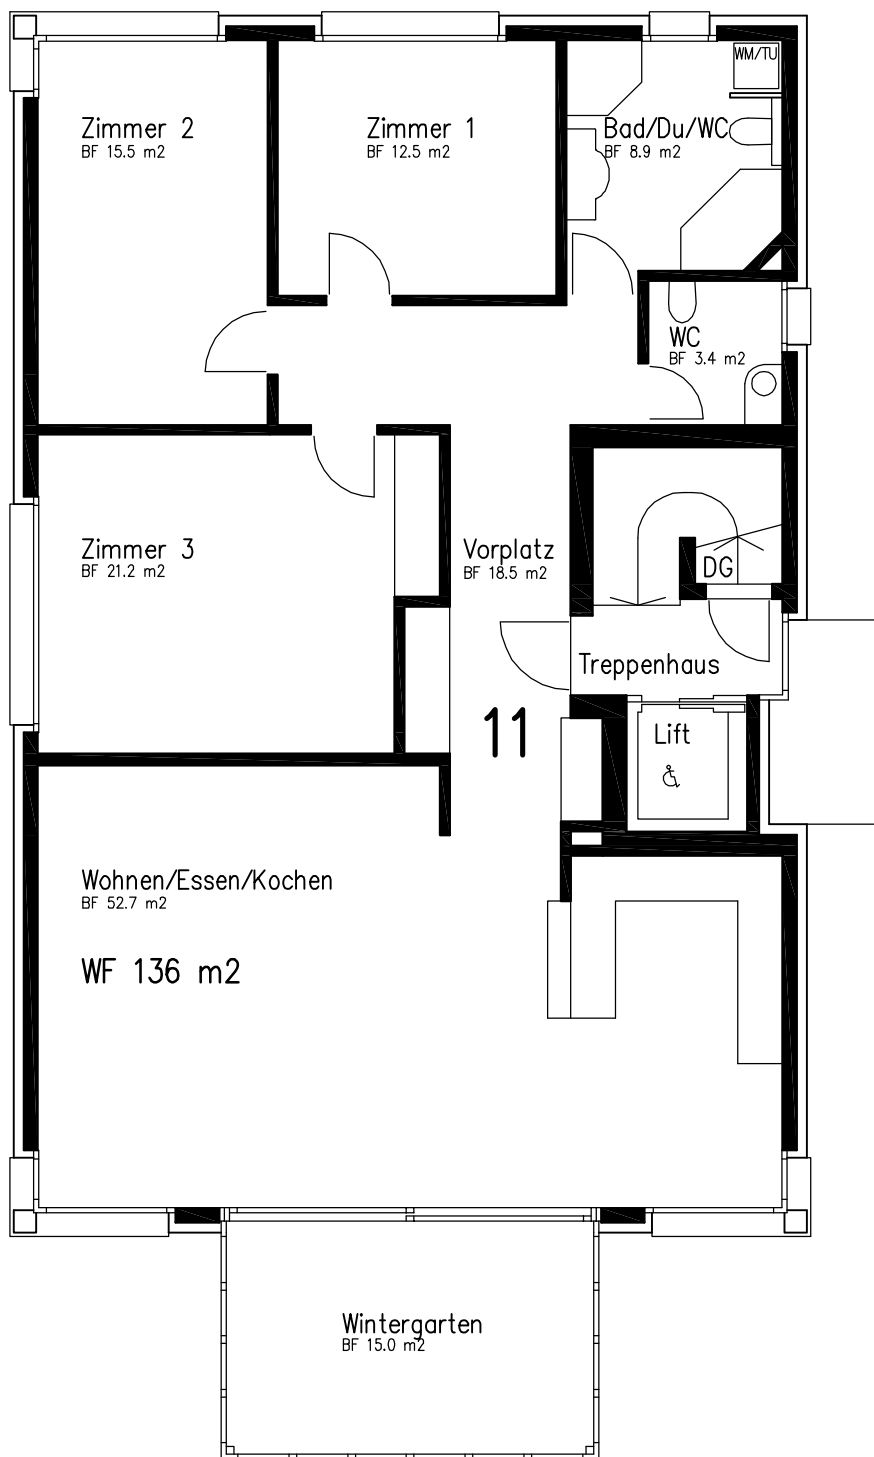 WM/TU
Zimmer 2
BF 15.5 m2
Zimmer 1
BF 12.5 m2
Bad/Du/WC
BF 8.9 m2
WC
BF 3.4 m2
Zimmer 3
BF 21.2 m2
Vorplatz
BF 18.5 m2
DG
Treppenhaus
11
Lift
Wohnen/Essen/Kochen
BF 52.7 m2
WF 136 m2
Wintergarten
BF 15.0 m2